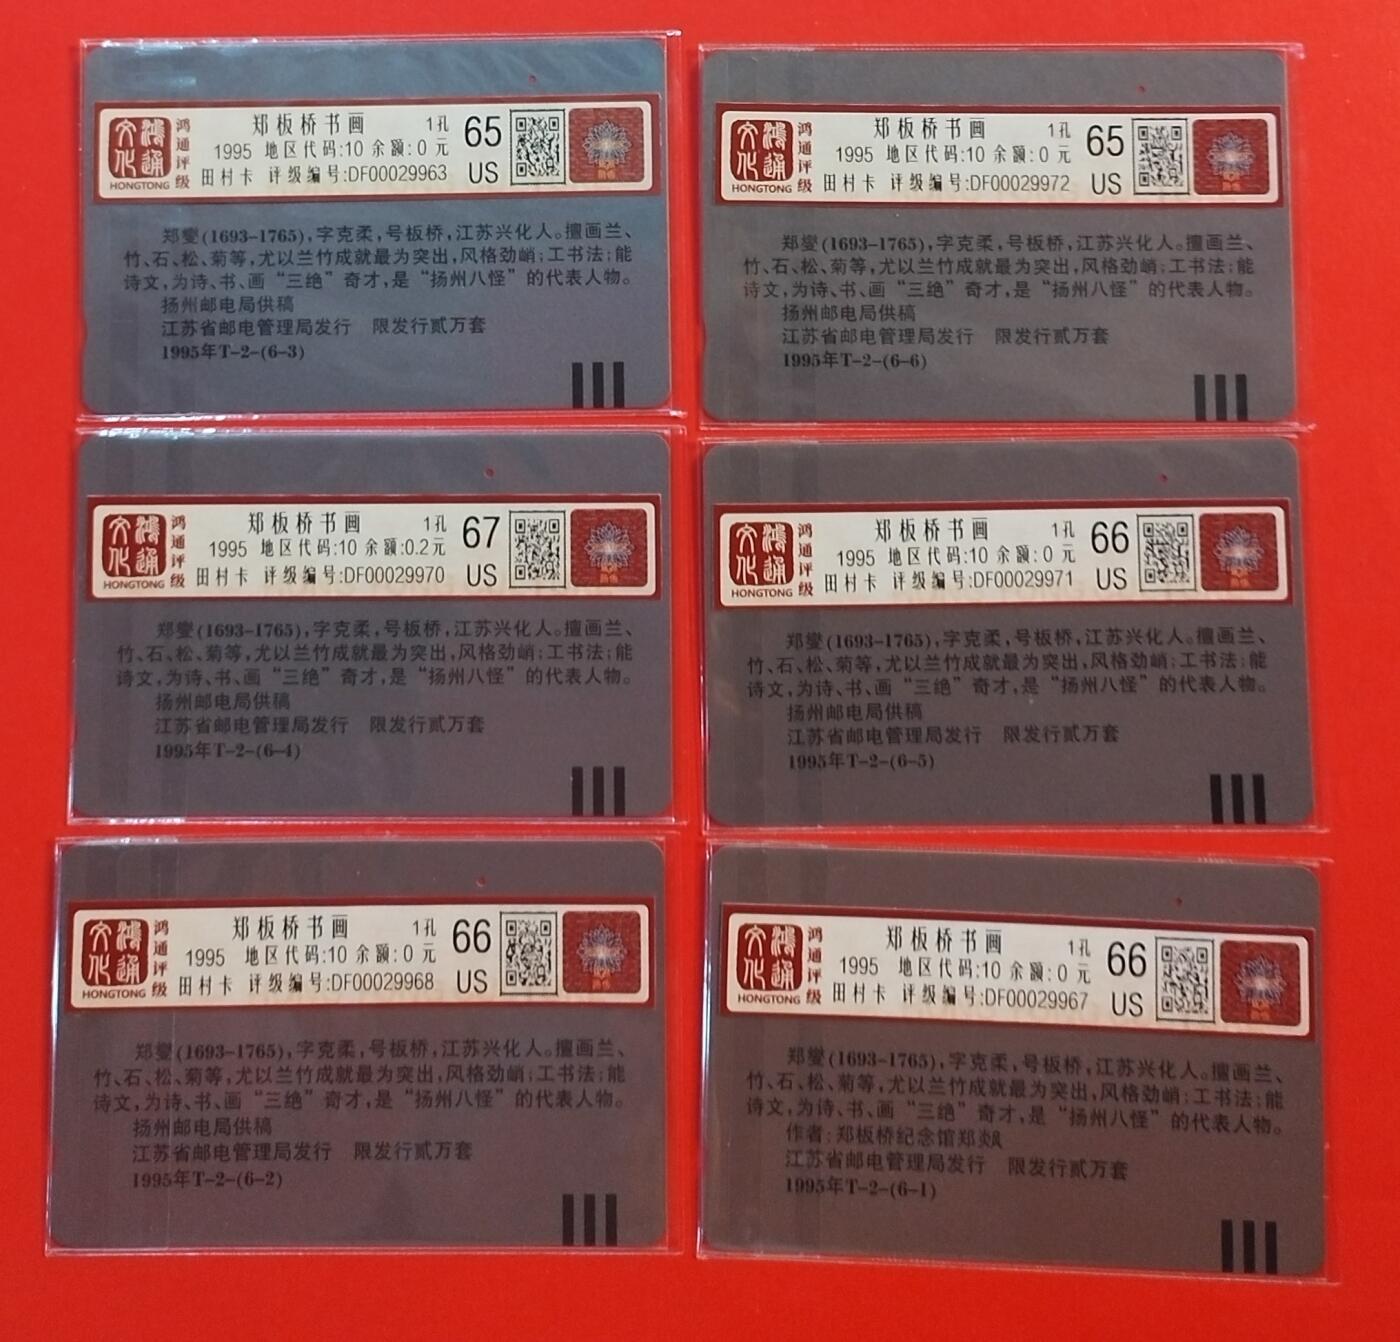 鸿通文化
HONGTONG
鸿通评级
郑板桥书画 1孔
1995 地区代码:10 余额:0 元
田村卡 评级编号:DF00029963
65
US
郑燮(1693-1765),字克柔,号板桥,江苏兴化人。擅画兰、
竹、石、松、菊等,尤以兰竹成就最为突出,风格劲峭;工书法;能
诗文,为诗、书、画“三绝”奇才,是“扬州八怪”的代表人物。
扬州邮电局供稿
江苏省邮电管理局发行 限发行贰万套
1995年T-2-(6-3)
鸿通文化
HONGTONG
鸿通评级
郑板桥书画 1孔
1995 地区代码:10 余额:0 元
田村卡 评级编号:DF00029972
65
US
郑燮(1693-1765),字克柔,号板桥,江苏兴化人。擅画兰、
竹、石、松、菊等,尤以兰竹成就最为突出,风格劲峭;工书法;能
诗文,为诗、书、画“三绝”奇才,是“扬州八怪”的代表人物。
扬州邮电局供稿
江苏省邮电管理局发行 限发行贰万套
1995年T-2-(6-6)
鸿通文化
HONGTONG
鸿通评级
郑板桥书画 1孔
1995 地区代码:10 余额:0.2元
田村卡 评级编号:DF00029970
67
US
郑燮(1693-1765),字克柔,号板桥,江苏兴化人。擅画兰、
竹、石、松、菊等,尤以兰竹成就最为突出,风格劲峭;工书法;能
诗文,为诗、书、画“三绝”奇才,是“扬州八怪”的代表人物。
扬州邮电局供稿
江苏省邮电管理局发行 限发行贰万套
1995年T-2-(6-4)
鸿通文化
HONGTONG
鸿通评级
郑板桥书画 1孔
1995 地区代码:10 余额:0 元
田村卡 评级编号:DF00029971
66
US
郑燮(1693-1765),字克柔,号板桥,江苏兴化人。擅画兰、
竹、石、松、菊等,尤以兰竹成就最为突出,风格劲峭;工书法;能
诗文,为诗、书、画“三绝”奇才,是“扬州八怪”的代表人物。
扬州邮电局供稿
江苏省邮电管理局发行 限发行贰万套
1995年T-2-(6-5)
鸿通文化
HONGTONG
鸿通评级
郑板桥书画 1孔
1995 地区代码:10 余额:0 元
田村卡 评级编号:DF00029968
66
US
郑燮(1693-1765),字克柔,号板桥,江苏兴化人。擅画兰、
竹、石、松、菊等,尤以兰竹成就最为突出,风格劲峭;工书法;能
诗文,为诗、书、画“三绝”奇才,是“扬州八怪”的代表人物。
扬州邮电局供稿
江苏省邮电管理局发行 限发行贰万套
1995年T-2-(6-2)
鸿通文化
HONGTONG
鸿通评级
郑板桥书画 1孔
1995 地区代码:10 余额:0 元
田村卡 评级编号:DF00029967
66
US
郑燮(1693-1765),字克柔,号板桥,江苏兴化人。擅画兰、
竹、石、松、菊等,尤以兰竹成就最为突出,风格劲峭;工书法;能
诗文,为诗、书、画“三绝”奇才,是“扬州八怪”的代表人物。
作者:郑板桥纪念馆郑炎风
江苏省邮电管理局发行 限发行贰万套
1995年T-2-(6-1)